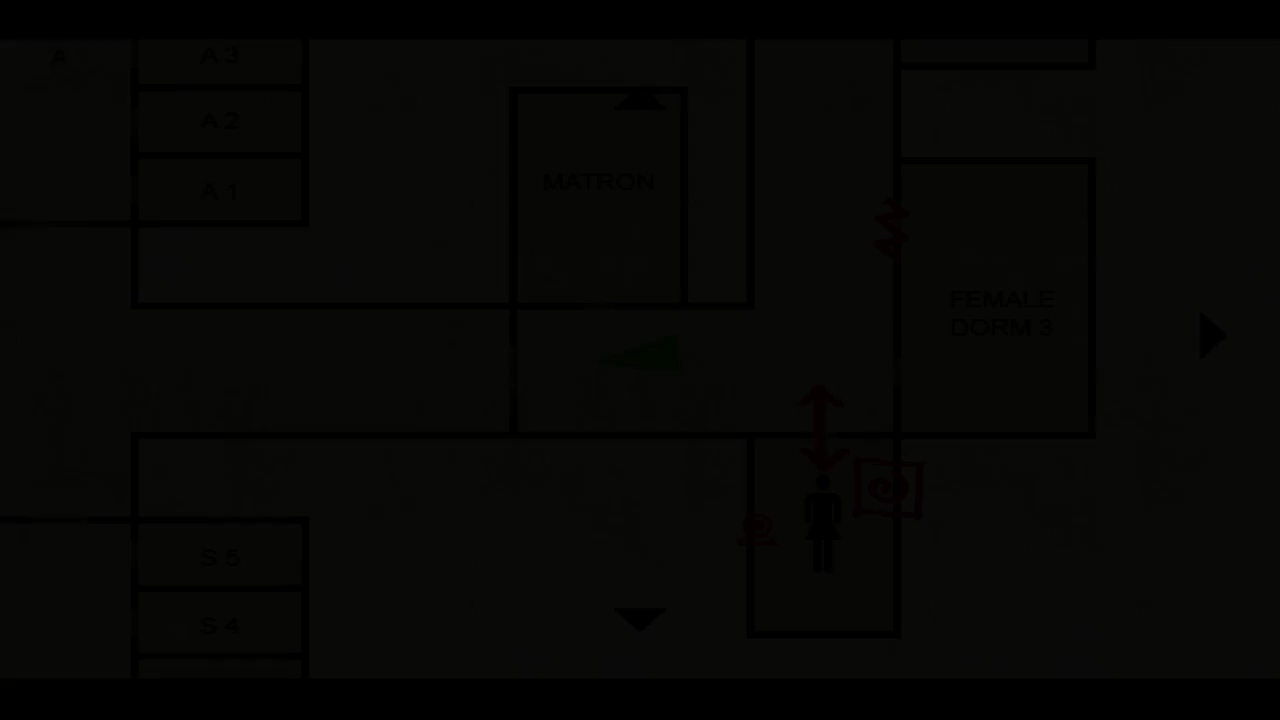 A
A 3
A 2
A 1
MATRON
FEMALE
DORM 3
S 5
S 4